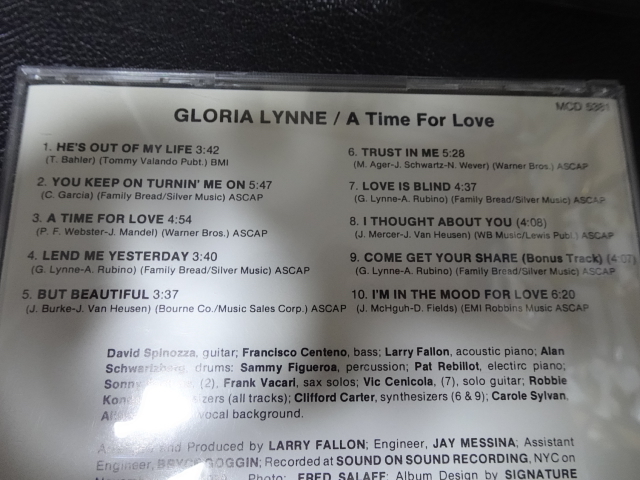 MCD 5381
GLORIA LYNNE / A Time For Love
1. HE'S OUT OF MY LIFE 3:42
(T. Bahler) (Tommy Valando Pubt.) BMI
2. YOU KEEP ON TURNIN' ME ON 5:47
(C. Garcia) (Family Bread/Silver Music) ASCAP
3. A TIME FOR LOVE 4:54
(P. F. Webster-J. Mandel) (Warner Bros.) ASCAP
4. LEND ME YESTERDAY 3:40
(G. Lynne-A. Rubino) (Family Bread/Silver Music) ASCAP
5. BUT BEAUTIFUL 3:37
(J. Burke-J. Van Heusen) (Bourne Co./Music Sales Corp.) ASCAP
6. TRUST IN ME 5:28
(M. Ager-J. Schwartz-N. Wever) (Warner Bros.) ASCAP
7. LOVE IS BLIND 4:37
(G. Lynne-A. Rubino) (Family Bread/Silver Music) ASCAP
8. I THOUGHT ABOUT YOU (4:08)
(J. Mercer-J. Van Heusen) (WB Music/Lewis Publ.) ASCAP
9. COME GET YOUR SHARE (Bonus Track) (4:07)
(G. Lynne-A. Rubino) (Family Bread/Silver Music) ASCAP
10. I'M IN THE MOOD FOR LOVE 6:20
(J. McHguh-D. Fields) (EMI Robbins Music ASCAP
David Spinozza, guitar; Francisco Centeno, bass; Larry Fallon, acoustic piano; Alan
Schwartzberg, drums: Sammy Figueroa, percussion; Pat Rebillot, electirc piano;
(2), Frank Vacari, sax solos; Vic Cenicola, (7), solo guitar; Robbie
(all tracks); Clifford Carter, synthesizers (6 & 9); Carole Sylvan,
vocal background.
and Produced by LARRY FALLON; Engineer, JAY MESSINA; Assistant
Engineer, BRYCE GOGGIN; Recorded at SOUND ON SOUND RECORDING, NYC on
Photo: FRED SALAFF; Album Design by SIGNATURE